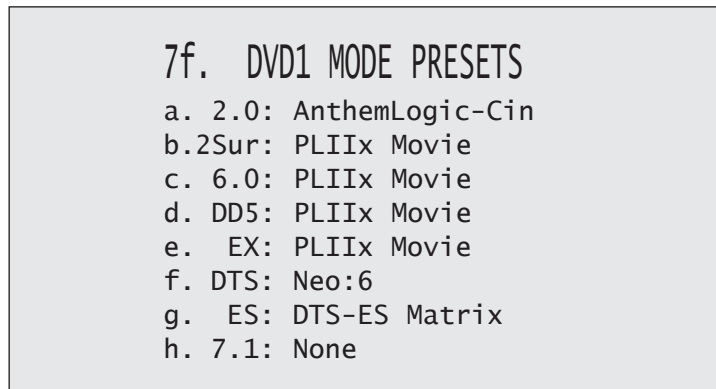 7f. DVD1 MODE PRESETS
a. 2.0: AnthemLogic-Cin
b.2Sur: PLIIx Movie
c. 6.0: PLIIx Movie
d. DD5: PLIIx Movie
e. EX: PLIIx Movie
f. DTS: Neo:6
g. ES: DTS-ES Matrix
h. 7.1: None